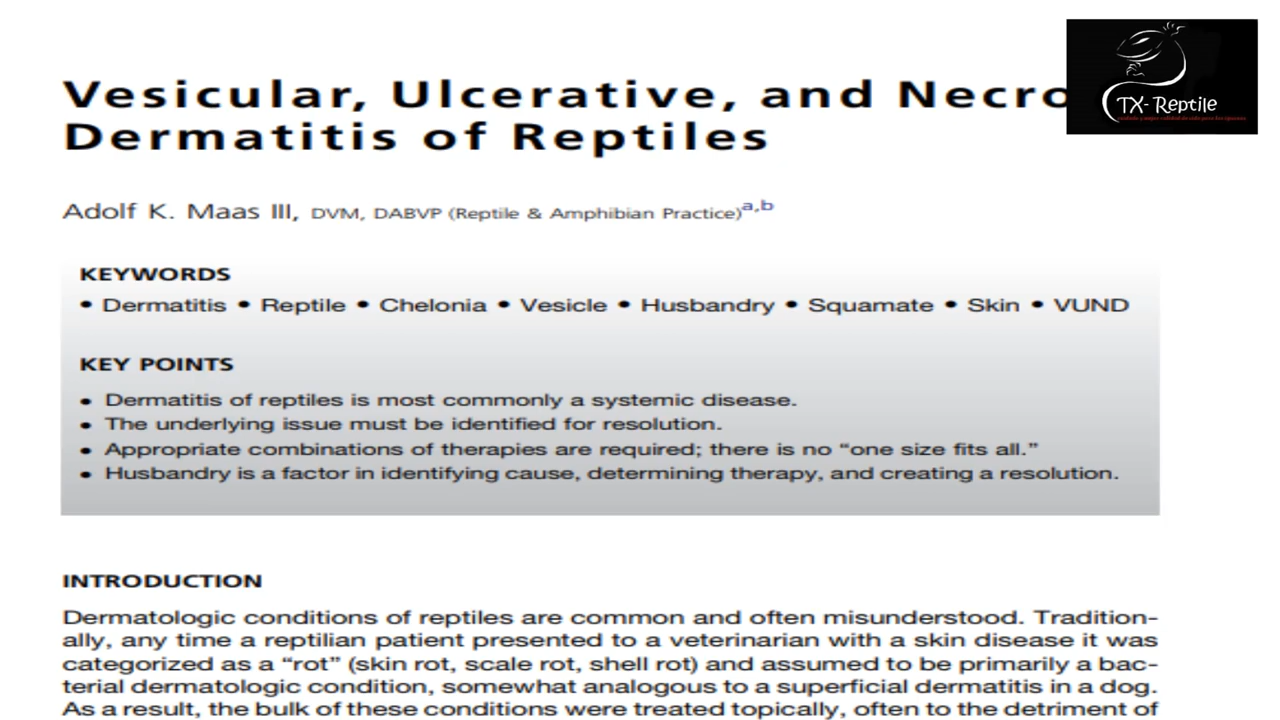 Vesicular, Ulcerative, and Necro
Dermatitis of Reptiles
TX- Reptile
Adolf K. Maas III, DVM, DABVP (Reptile & Amphibian Practice)a,b
KEYWORDS
• Dermatitis • Reptile • Chelonia • Vesicle • Husbandry • Squamate • Skin • VUND
KEY POINTS
• Dermatitis of reptiles is most commonly a systemic disease.
• The underlying issue must be identified for resolution.
• Appropriate combinations of therapies are required; there is no “one size fits all.”
• Husbandry is a factor in identifying cause, determining therapy, and creating a resolution.
INTRODUCTION
Dermatologic conditions of reptiles are common and often misunderstood. Tradition-
ally, any time a reptilian patient presented to a veterinarian with a skin disease it was
categorized as a “rot” (skin rot, scale rot, shell rot) and assumed to be primarily a bac-
terial dermatologic condition, somewhat analogous to a superficial dermatitis in a dog.
As a result, the bulk of these conditions were treated topically, often to the detriment of